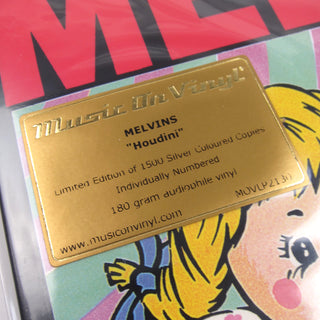 MEL
Music On Vinyl
MELVINS
"Houdini"
Limited Edition of 1500 Silver Coloured Copies
Individually Numbered
180 gram audiophile vinyl
www.musiconvinyl.com
MOVLP2130